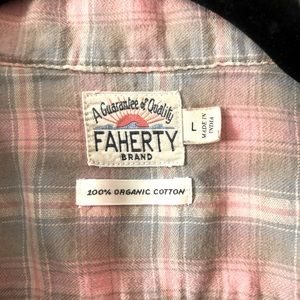 A Guarantee of Quality
FAHERTY
BRAND
L
MADE IN
INDIA
100% ORGANIC COTTON